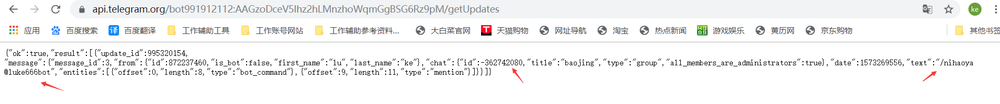 api.telegram.org/bot991912112:AAGzoDceV5Ihz2hLMnzhoWqmGgBSG6Rz9pM/getUpdates
ke
应用 百度搜索 译 百度翻译 工作辅助工具 工作账号网站 工作辅助参考资料... 大白菜官网 T 天猫购物 网址导航 淘宝 热点新闻 游戏娱乐 黄历网 京东购物 其他书签
{"ok":true,"result":[{"update_id":995320154,
"message":{"message_id":3,"from":{"id":872237460,"is_bot":false,"first_name":"lu","last_name":"ke"},"chat":{"id":-362742080,"title":"baojing","type":"group","all_members_are_administrators":true},"date":1573269556,"text":"/nihaoya
@luke666bot","entities":[{"offset":0,"length":8,"type":"bot_command"},{"offset":9,"length":11,"type":"mention"}]}}]}